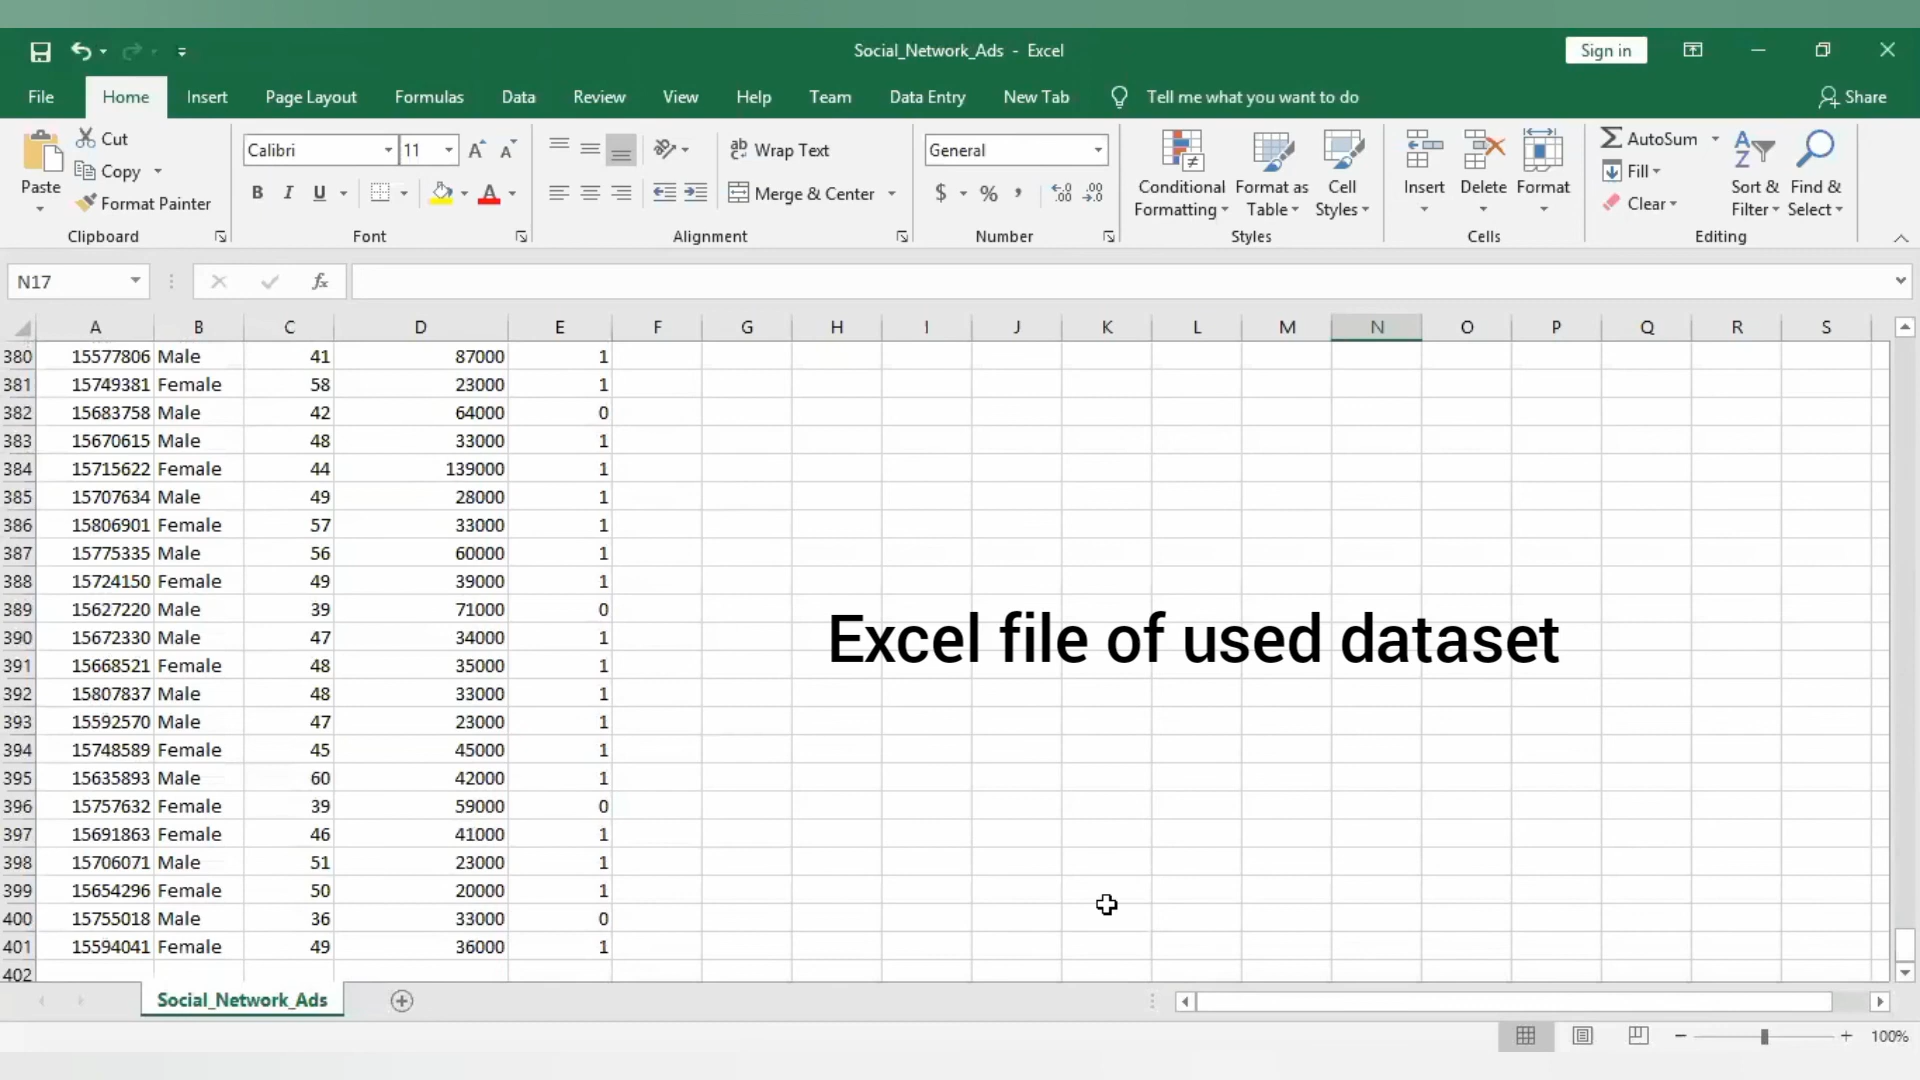 Social_Network_Ads - Excel
Sign in
File Home Insert Page Layout Formulas Data Review View Help Team Data Entry New Tab Tell me what you want to do Share
Paste
Cut
Copy
Format Painter
Clipboard
Calibri 11
B I U
Font
Wrap Text
Merge & Center
Alignment
General
$ % ,
Number
Conditional Formatting
Format as Table
Cell Styles
Styles
Insert
Delete
Format
Cells
AutoSum
Fill
Clear
Sort & Filter
Find & Select
Editing
N17
fx
A B C D E F G H I J K L M N O P Q R S
380 15577806 Male 41 87000 1
381 15749381 Female 58 23000 1
382 15683758 Male 42 64000 0
383 15670615 Male 48 33000 1
384 15715622 Female 44 139000 1
385 15707634 Male 49 28000 1
386 15806901 Female 57 33000 1
387 15775335 Male 56 60000 1
388 15724150 Female 49 39000 1
389 15627220 Male 39 71000 0
390 15672330 Male 47 34000 1
391 15668521 Female 48 35000 1
392 15807837 Male 48 33000 1
393 15592570 Male 47 23000 1
394 15748589 Female 45 45000 1
395 15635893 Male 60 42000 1
396 15757632 Female 39 59000 0
397 15691863 Female 46 41000 1
398 15706071 Male 51 23000 1
399 15654296 Female 50 20000 1
400 15755018 Male 36 33000 0
401 15594041 Female 49 36000 1
402
Excel file of used dataset
Social_Network_Ads
100%